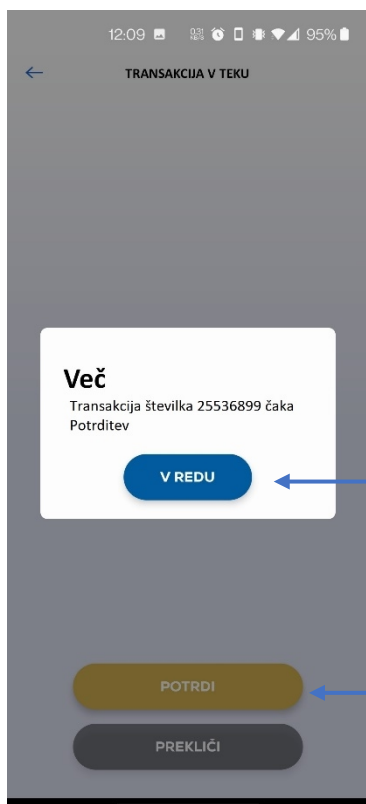 12:09 95%
TRANSAKCIJA V TEKU
Več
Transakcija številka 25536899 čaka
Potrditev
V REDU
POTRDI
PREKLIČI